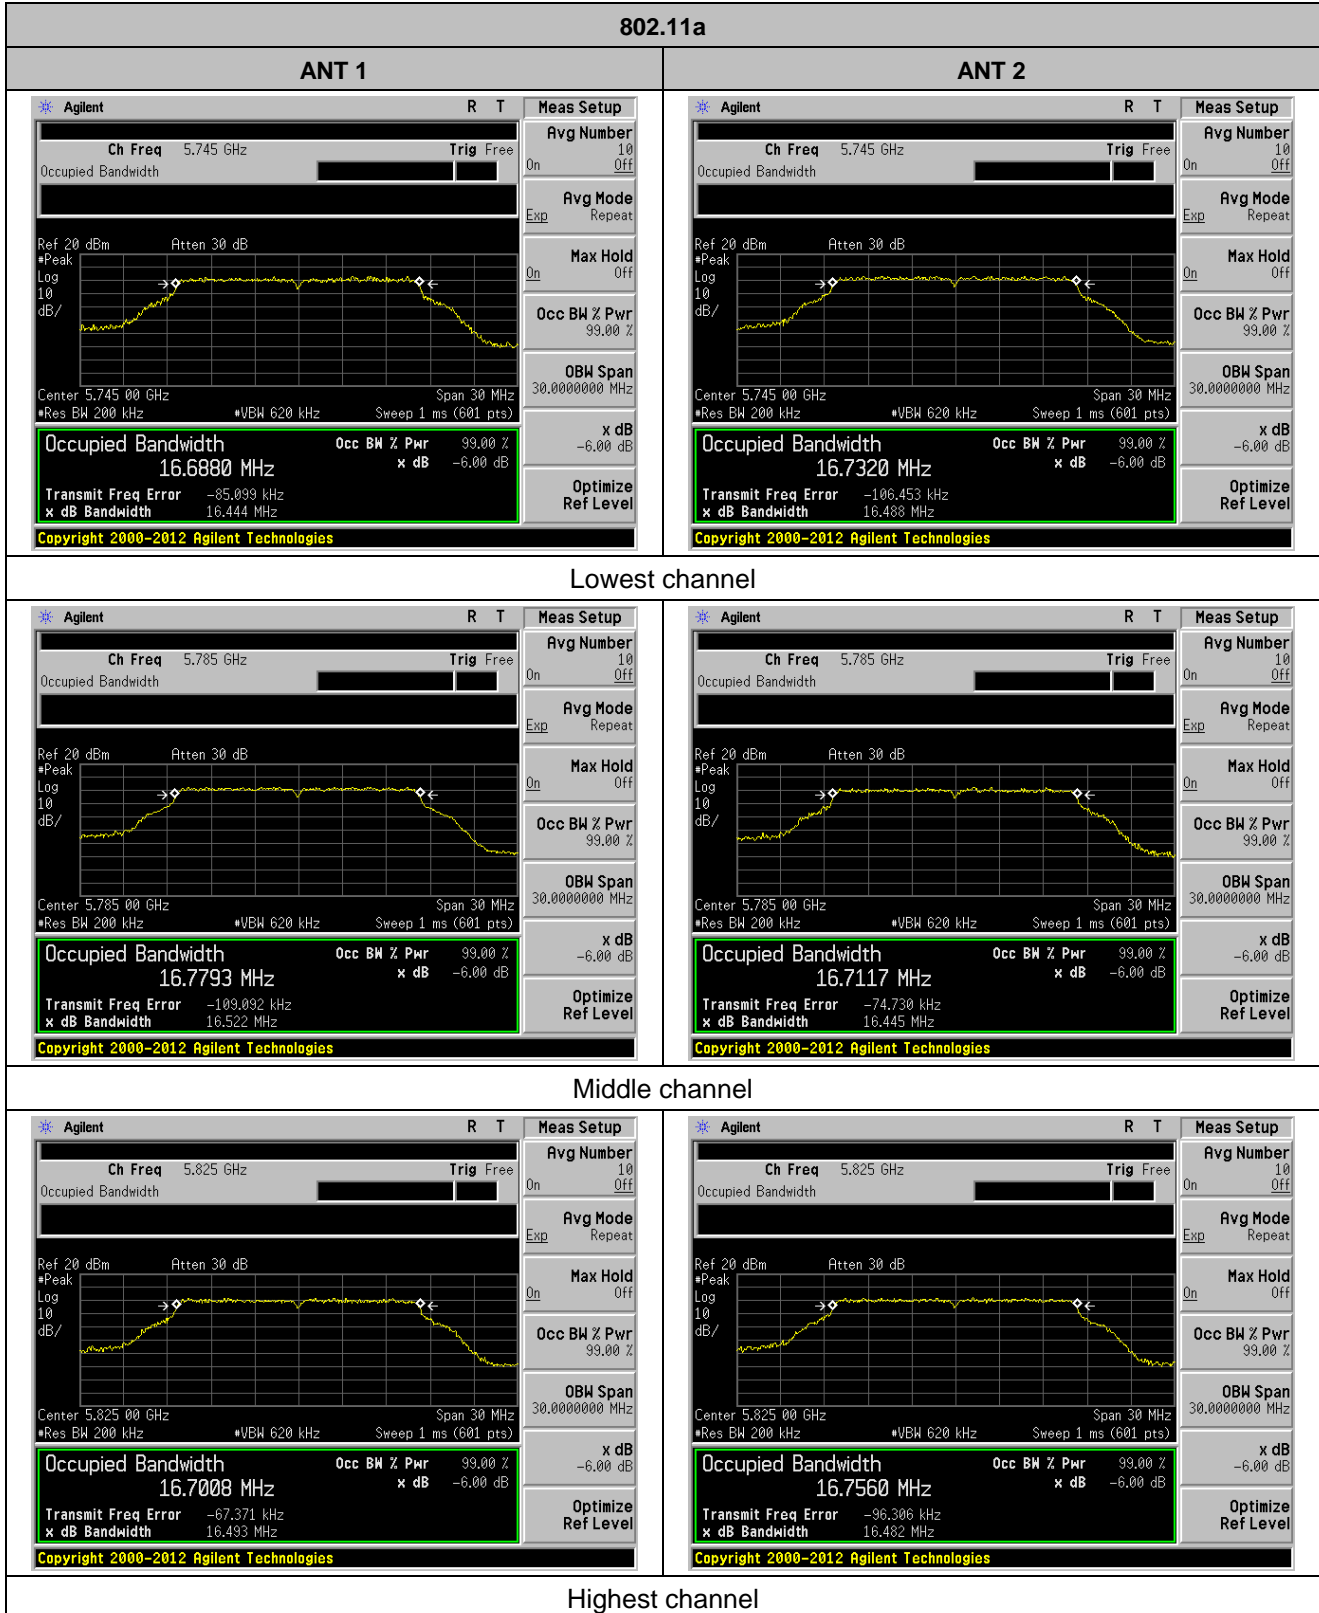 802.11a
ANT 1
ANT 2
Agilent R T Meas Setup
Ch Freq 5.745 GHz Trig Free
Occupied Bandwidth
Avg Number
10
On Off
Avg Mode
Exp Repeat
Ref 20 dBm Atten 30 dB
#Peak
Log
10
dB/
Max Hold
On Off
Occ BW % Pwr
99.00 %
OBW Span
30.0000000 MHz
Center 5.745 00 GHz Span 30 MHz
#Res BW 200 kHz #VBW 620 kHz Sweep 1 ms (601 pts)
Occupied Bandwidth Occ BW % Pwr 99.00 %
16.6880 MHz x dB -6.00 dB
Transmit Freq Error -85.099 kHz
x dB Bandwidth 16.444 MHz
x dB
-6.00 dB
Optimize
Ref Level
Copyright 2000-2012 Agilent Technologies
Agilent R T Meas Setup
Ch Freq 5.745 GHz Trig Free
Occupied Bandwidth
Avg Number
10
On Off
Avg Mode
Exp Repeat
Ref 20 dBm Atten 30 dB
#Peak
Log
10
dB/
Max Hold
On Off
Occ BW % Pwr
99.00 %
OBW Span
30.0000000 MHz
Center 5.745 00 GHz Span 30 MHz
#Res BW 200 kHz #VBW 620 kHz Sweep 1 ms (601 pts)
Occupied Bandwidth Occ BW % Pwr 99.00 %
16.7320 MHz x dB -6.00 dB
Transmit Freq Error -106.453 kHz
x dB Bandwidth 16.488 MHz
x dB
-6.00 dB
Optimize
Ref Level
Copyright 2000-2012 Agilent Technologies
Lowest channel
Agilent R T Meas Setup
Ch Freq 5.785 GHz Trig Free
Occupied Bandwidth
Avg Number
10
On Off
Avg Mode
Exp Repeat
Ref 20 dBm Atten 30 dB
#Peak
Log
10
dB/
Max Hold
On Off
Occ BW % Pwr
99.00 %
OBW Span
30.0000000 MHz
Center 5.785 00 GHz Span 30 MHz
#Res BW 200 kHz #VBW 620 kHz Sweep 1 ms (601 pts)
Occupied Bandwidth Occ BW % Pwr 99.00 %
16.7793 MHz x dB -6.00 dB
Transmit Freq Error -109.092 kHz
x dB Bandwidth 16.522 MHz
x dB
-6.00 dB
Optimize
Ref Level
Copyright 2000-2012 Agilent Technologies
Agilent R T Meas Setup
Ch Freq 5.785 GHz Trig Free
Occupied Bandwidth
Avg Number
10
On Off
Avg Mode
Exp Repeat
Ref 20 dBm Atten 30 dB
#Peak
Log
10
dB/
Max Hold
On Off
Occ BW % Pwr
99.00 %
OBW Span
30.0000000 MHz
Center 5.785 00 GHz Span 30 MHz
#Res BW 200 kHz #VBW 620 kHz Sweep 1 ms (601 pts)
Occupied Bandwidth Occ BW % Pwr 99.00 %
16.7117 MHz x dB -6.00 dB
Transmit Freq Error -74.730 kHz
x dB Bandwidth 16.445 MHz
x dB
-6.00 dB
Optimize
Ref Level
Copyright 2000-2012 Agilent Technologies
Middle channel
Agilent R T Meas Setup
Ch Freq 5.825 GHz Trig Free
Occupied Bandwidth
Avg Number
10
On Off
Avg Mode
Exp Repeat
Ref 20 dBm Atten 30 dB
#Peak
Log
10
dB/
Max Hold
On Off
Occ BW % Pwr
99.00 %
OBW Span
30.0000000 MHz
Center 5.825 00 GHz Span 30 MHz
#Res BW 200 kHz #VBW 620 kHz Sweep 1 ms (601 pts)
Occupied Bandwidth Occ BW % Pwr 99.00 %
16.7008 MHz x dB -6.00 dB
Transmit Freq Error -67.371 kHz
x dB Bandwidth 16.493 MHz
x dB
-6.00 dB
Optimize
Ref Level
Copyright 2000-2012 Agilent Technologies
Agilent R T Meas Setup
Ch Freq 5.825 GHz Trig Free
Occupied Bandwidth
Avg Number
10
On Off
Avg Mode
Exp Repeat
Ref 20 dBm Atten 30 dB
#Peak
Log
10
dB/
Max Hold
On Off
Occ BW % Pwr
99.00 %
OBW Span
30.0000000 MHz
Center 5.825 00 GHz Span 30 MHz
#Res BW 200 kHz #VBW 620 kHz Sweep 1 ms (601 pts)
Occupied Bandwidth Occ BW % Pwr 99.00 %
16.7560 MHz x dB -6.00 dB
Transmit Freq Error -96.306 kHz
x dB Bandwidth 16.482 MHz
x dB
-6.00 dB
Optimize
Ref Level
Copyright 2000-2012 Agilent Technologies
Highest channel